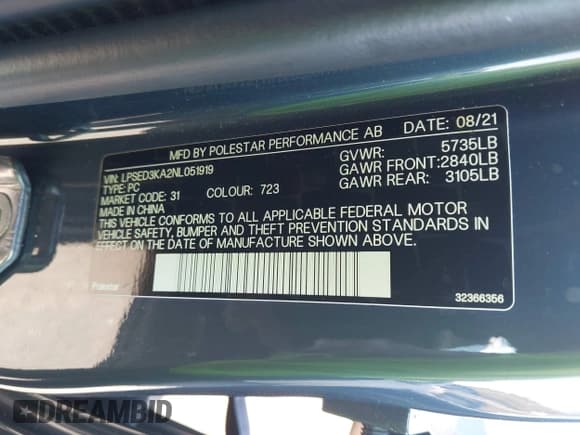 MFD BY POLESTAR PERFORMANCE AB DATE: 08/21
VIN: LPSED3KA2NL051919 GVWR: 5735LB
TYPE: PC GAWR FRONT:2840LB
MARKET CODE: 31 COLOUR: 723 GAWR REAR: 3105LB
MADE IN CHINA
THIS VEHICLE CONFORMS TO ALL APPLICABLE FEDERAL MOTOR
VEHICLE SAFETY, BUMPER AND THEFT PREVENTION STANDARDS IN
EFFECT ON THE DATE OF MANUFACTURE SHOWN ABOVE.
Polestar 32366356
DREAMBID